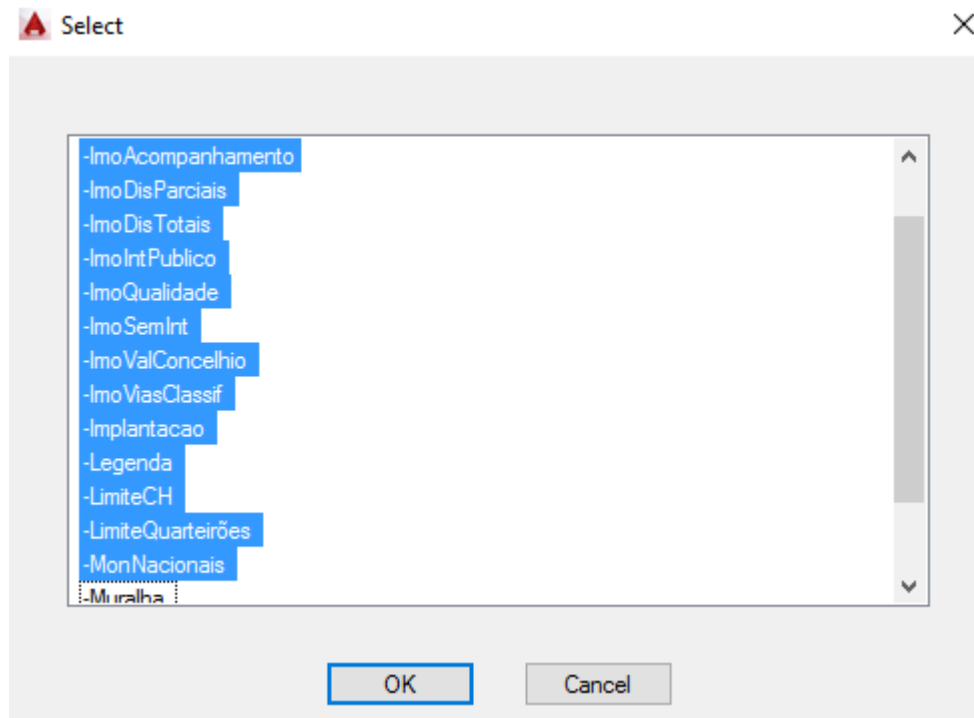 Select
-ImoAcompanhamento
-ImoDisParciais
-ImoDisTotais
-ImoIntPublico
-ImoQualidade
-ImoSemInt
-ImoValConcelhio
-ImoViasClassif
-Implantacao
-Legenda
-LimiteCH
-LimiteQuarteirões
-MonNacionais
-Muralha
OK Cancel